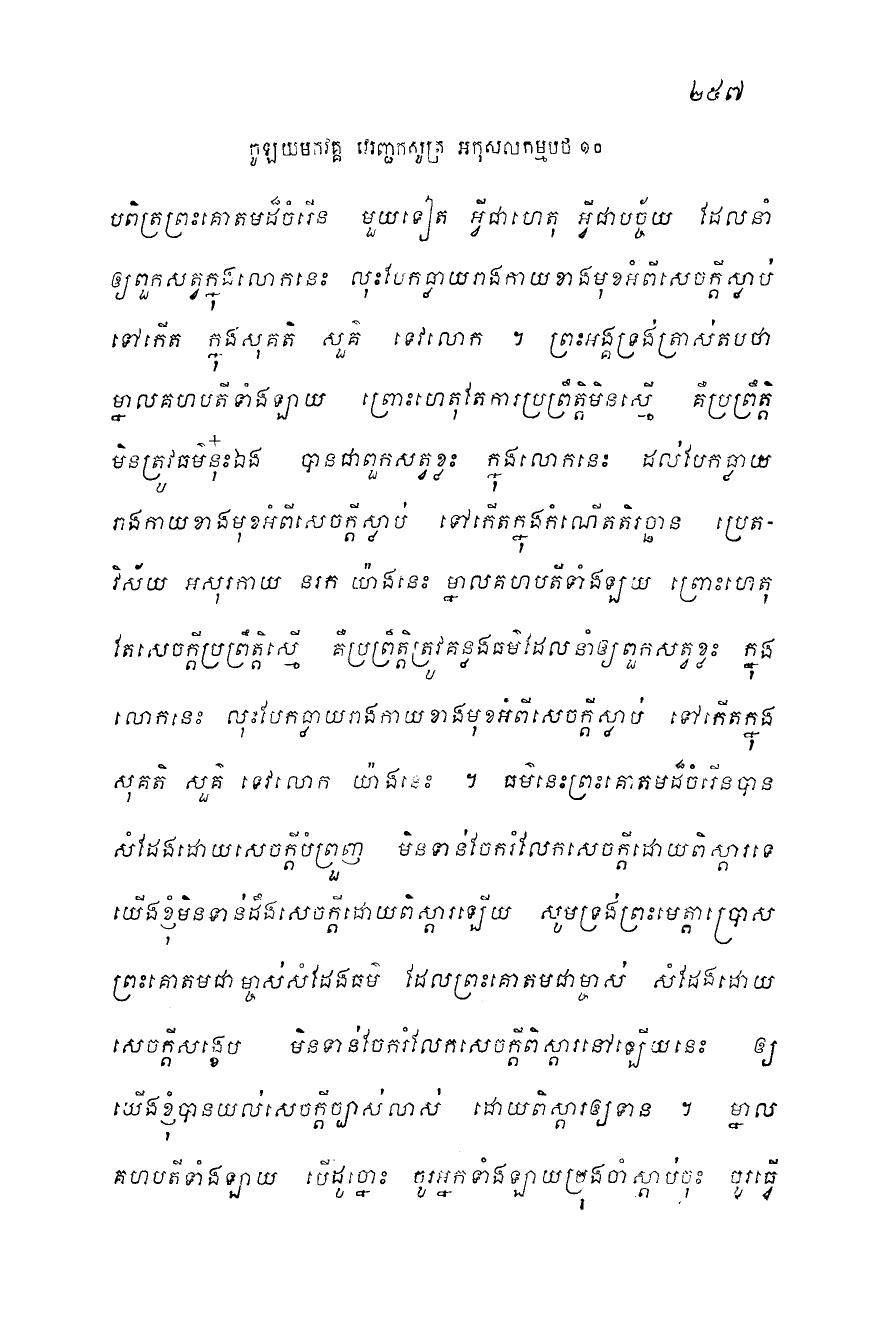 ២៥៧
ចូឡយមកវគ្គ វេរញ្ជកសូត្រ អកុសលកម្មបថ ១០
បពិត្រព្រះគោតមដ៏ចំរើន មួយទៀត អ្វីជាហេតុ អ្វីជាបច្ច័យ ដែលនាំ
ឲ្យពួកសត្វក្នុងលោកនេះ លុះបែកធ្លាយរាងកាយខាងមុខអំពីសេចក្តីស្លាប់
ទៅកើត ក្នុងសុគតិ សួគ៌ ទេវលោក ។ ព្រះអង្គទ្រង់ត្រាស់តបថា
ម្នាលគហបតីទាំងឡាយ ព្រោះហេតុតែការប្រព្រឹត្តិមិនស្មើ គឺប្រព្រឹត្តិ
មិនត្រូវធម៌នុ៎ះឯង បានជាពួកសត្វខ្លះ ក្នុងលោកនេះ ដល់បែកធ្លាយ
រាងកាយខាងមុខអំពីសេចក្តីស្លាប់ ទៅកើតក្នុងកំណើតតិរច្ឆាន ប្រេត-
វិស័យ អសុរកាយ នរក យ៉ាងនេះ ម្នាលគហបតីទាំងឡយ ព្រោះហេតុ
តែសេចក្តីប្រព្រឹត្តិស្មើ គឺប្រព្រឹត្តិត្រូវគន្លងធម៌ដែលនាំឲ្យពួកសត្វខ្លះ ក្នុង
លោកនេះ លុះបែកធ្លាយរាងកាយខាងមុខអំពីសេចក្តីស្លាប់ ទៅកើតក្នុង
សុគតិ សួគ៌ ទេវលោក យ៉ាងនេះ ។ ធម៌នេះព្រះគោតមដ៏ចំរើនបាន
សំដែងដោយសេចក្តីបំព្រួញ មិនទាន់ចែករំលែកសេចក្តីដោយពិស្តារទេ
យើងខ្ញុំមិនទាន់ដឹងសេចក្តីដោយពិស្តារឡើយ សូមទ្រង់ព្រះមេត្តាប្រោស
ព្រះគោតមជាម្ចាស់សំដែងធម៌ ដែលព្រះគោតមជាម្ចាស់ សំដែងដោយ
សេចក្តីសង្ខេប មិនទាន់ចែករំលែកសេចក្តីពិស្តារនៅឡើយនេះ ឲ្យ
យើងខ្ញុំបានយល់សេចក្តីច្បាស់លាស់ ដោយពិស្តារឲ្យទាន ។ ម្នាល
គហបតីទាំងឡាយ បើដូច្នោះ ចូរអ្នកទាំងឡាយប្រុងចាំស្តាប់ចុះ ចូរធ្វើ